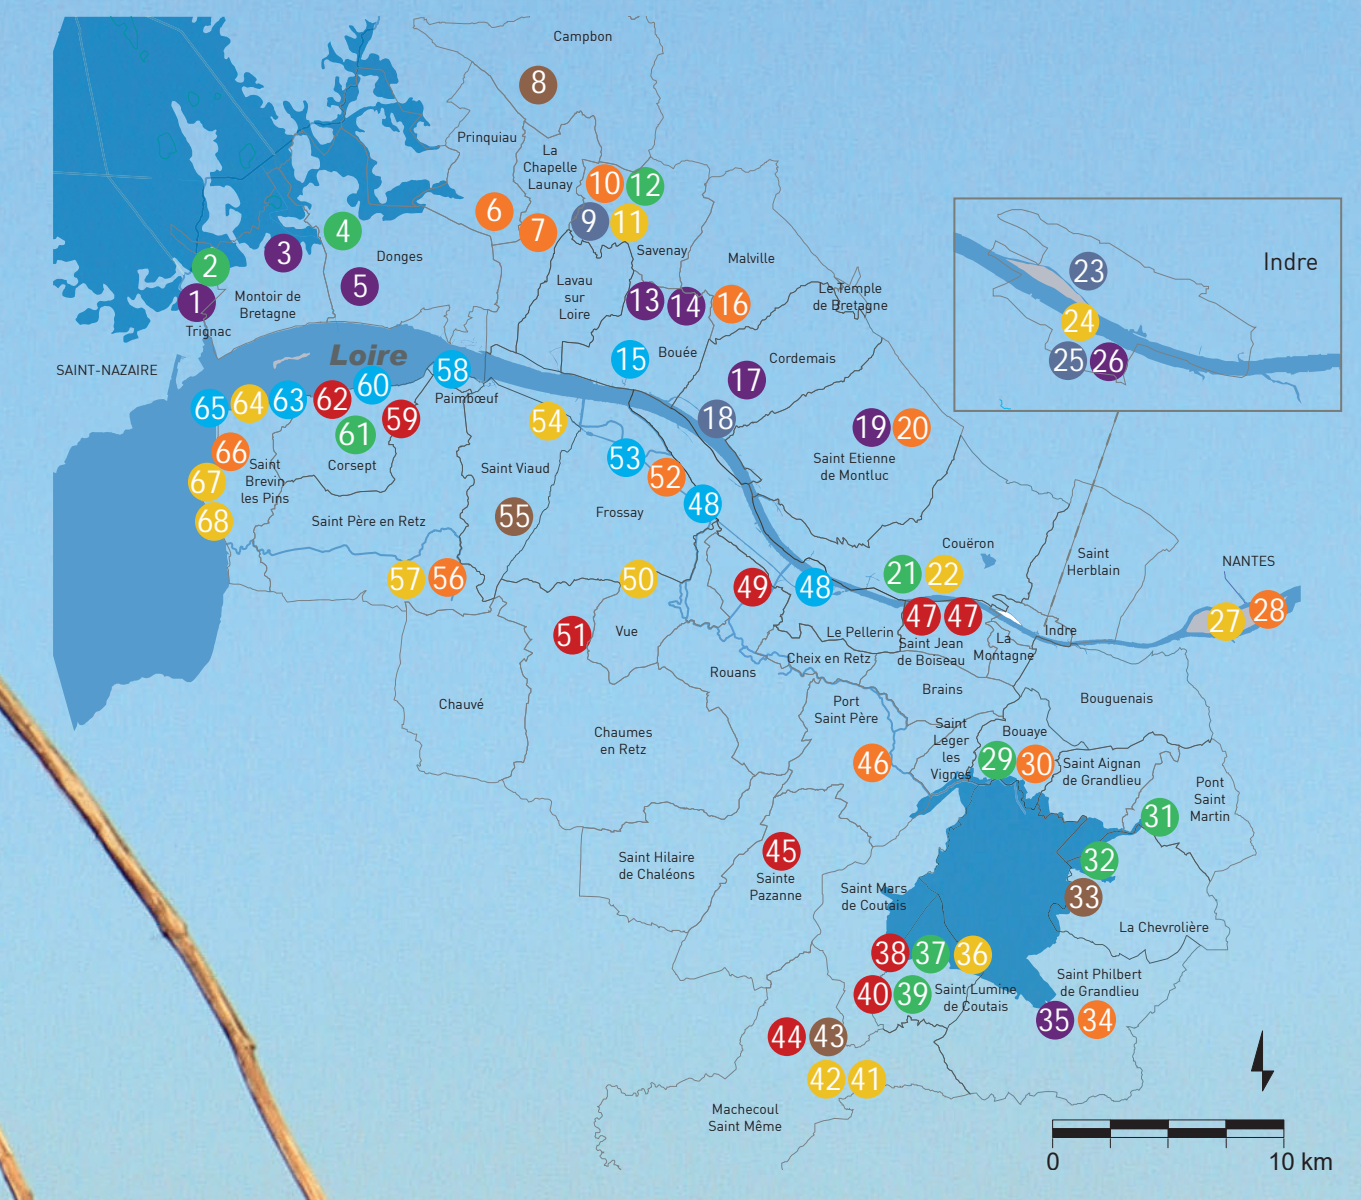 Campbon
8
Prinquiau
La
Chapelle
Launay
10
12
6
7
9
11
Savenay
4
3
2
5
1
Donges
Montoir de
Bretagne
Trignac
Lavau
sur
Loire
13
14
16
Malville
Le Temple
de Bretagne
23
Indre
24
25
26
SAINT-NAZAIRE
Loire
58
Paimbœuf
15
Bouée
17
Cordemais
18
19
20
Saint Etienne
de Montluc
65
64
63
62
60
59
61
Corsept
66
67
68
Saint
Brevin
les Pins
Saint Père en Retz
54
Saint Viaud
55
53
52
48
Frossay
57
56
50
49
48
21
22
Couëron
Saint
Herblain
NANTES
27
28
51
Vue
47
47
Le Pellerin
Saint Jean
de Boiseau
La
Montagne
Indre
Cheix en Retz
Rouans
Brains
Bouguenais
Chauvé
Chaumes
en Retz
Port
Saint Père
46
Saint
Leger
les
Vignes
Bouaye
29
30
Saint Aignan
de Grandlieu
Pont
Saint
Martin
31
32
33
La Chevrolière
Saint Hilaire
de Chaléons
45
Sainte
Pazanne
Saint Mars
de Coutais
38
37
36
40
39
Saint Lumine
de Coutais
Saint Philbert
de Grandlieu
35
34
44
43
42
41
Machecoul
Saint Même
0
10 km